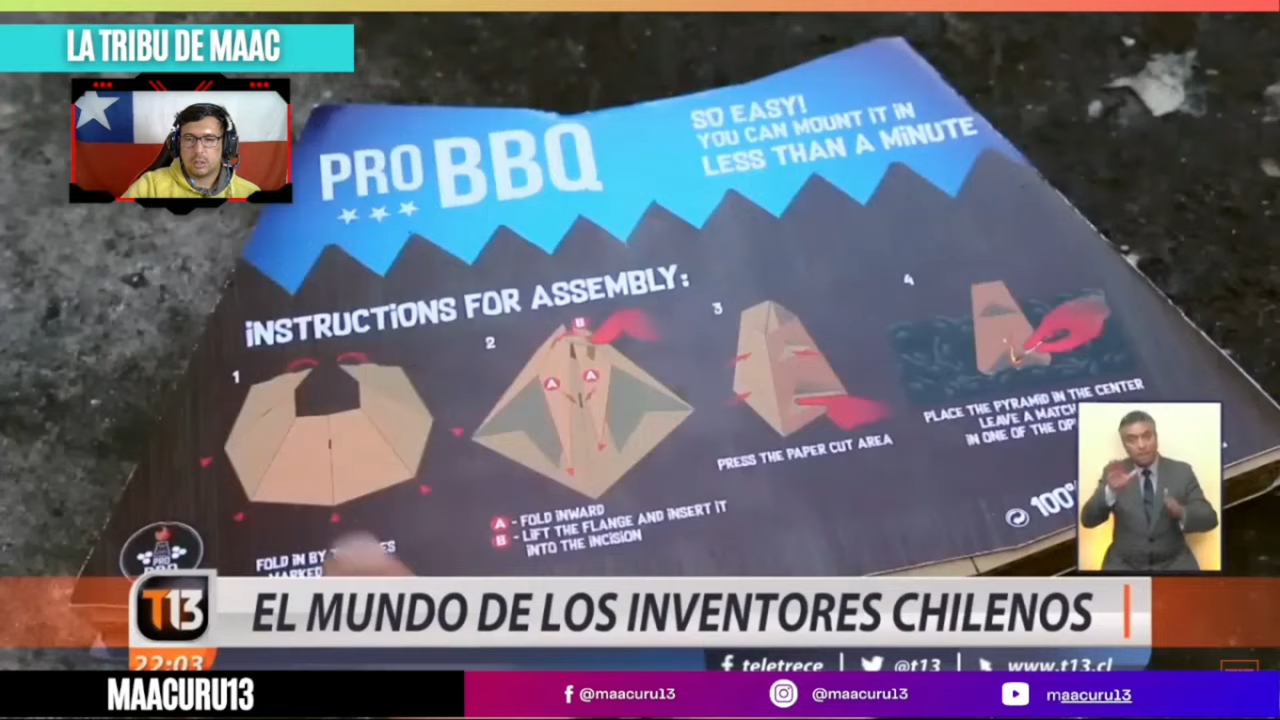 LA TRIBU DE MAAC
PRO BBQ
SO EASY!
YOU CAN MOUNT IT IN
LESS THAN A MINUTE
INSTRUCTIONS FOR ASSEMBLY:
1
2
3
4
B
A
A
PRESS THE PAPER CUT AREA
PLACE THE PYRAMID IN THE CENTER
LEAVE A MATCH
IN ONE OF THE
A - FOLD INWARD
B - LIFT THE FLANGE AND INSERT IT
INTO THE INCISION
FOLD IN BY
MARKED
PRO
100%
T13
EL MUNDO DE LOS INVENTORES CHILENOS
22:03
teletrece | @t13 | www.t13.cl
MAACURU13
@maacuru13
@maacuru13
maacuru13